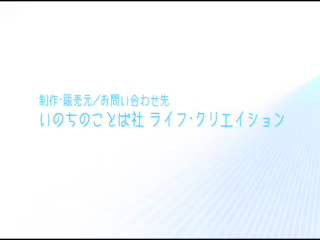 制作・販売元／お問い合わせ先
いのちのことば社 ライフ・クリエイション